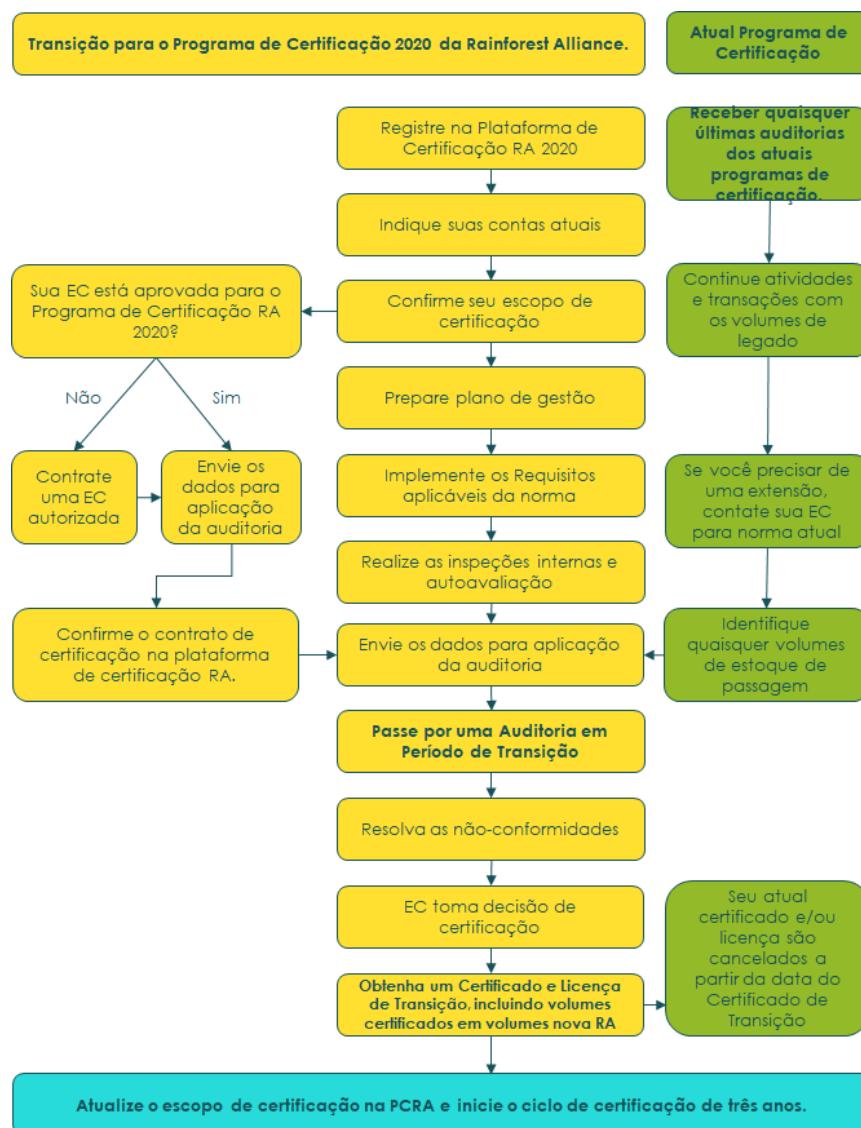 Transição para o Programa de Certificação 2020 da Rainforest Alliance.
Atual Programa de
Certificação
Registre na Plataforma de
Certificação RA 2020
Indique suas contas atuais
Confirme seu escopo de
certificação
Sua EC está aprovada para o
Programa de Certificação RA
2020?
Não
Sim
Contrate
uma EC
autorizada
Envie os
dados para
aplicação
da auditoria
Confirme o contrato de
certificação na plataforma
de certificação RA.
Prepare plano de gestão
Implemente os Requisitos
aplicáveis da norma
Realize as inspeções internas e
autoavaliação
Envie os dados para aplicação
da auditoria
Passe por uma Auditoria em
Período de Transição
Resolva as não-conformidades
EC toma decisão de
certificação
Obtenha um Certificado e Licença
de Transição, incluindo volumes
certificados em volumes nova RA
Receber quaisquer
últimas auditorias
dos atuais
programas de
certificação.
Continue atividades
e transações com
os volumes de
legado
Se você precisar de
uma extensão,
contate sua EC
para norma atual
Identifique
quaisquer volumes
de estoque de
passagem
Seu atual
certificado e/ou
licença são
cancelados a
partir da data do
Certificado de
Transição
Atualize o escopo de certificação na PCRA e inicie o ciclo de certificação de três anos.